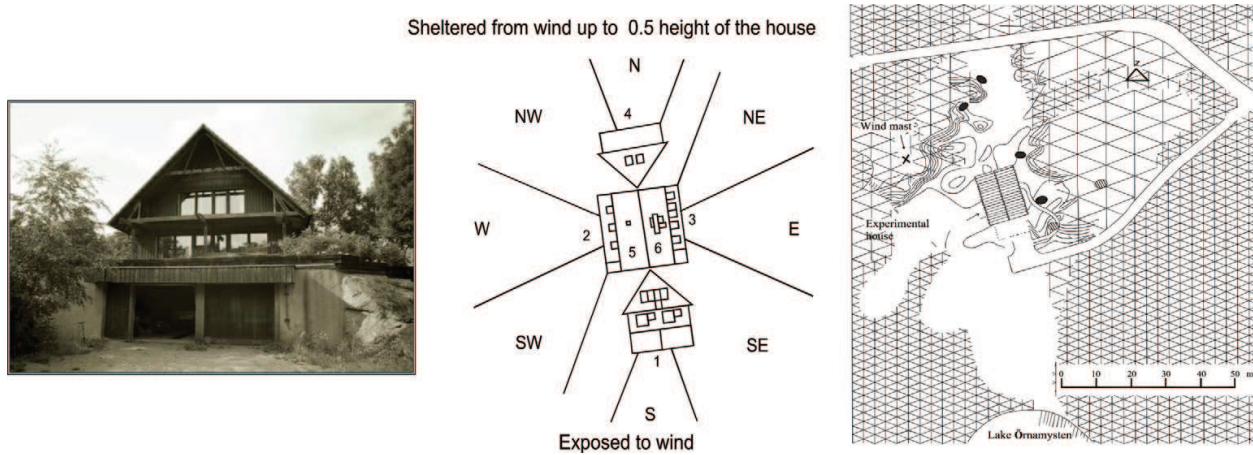 Sheltered from wind up to 0.5 height of the house
N
NW
4
NE
W
2
5
6
3
E
SW
1
SE
S
Exposed to wind
z
Wind mast
Experimental
house
0 10 20 30 40 50 m
Lake Örnamysten